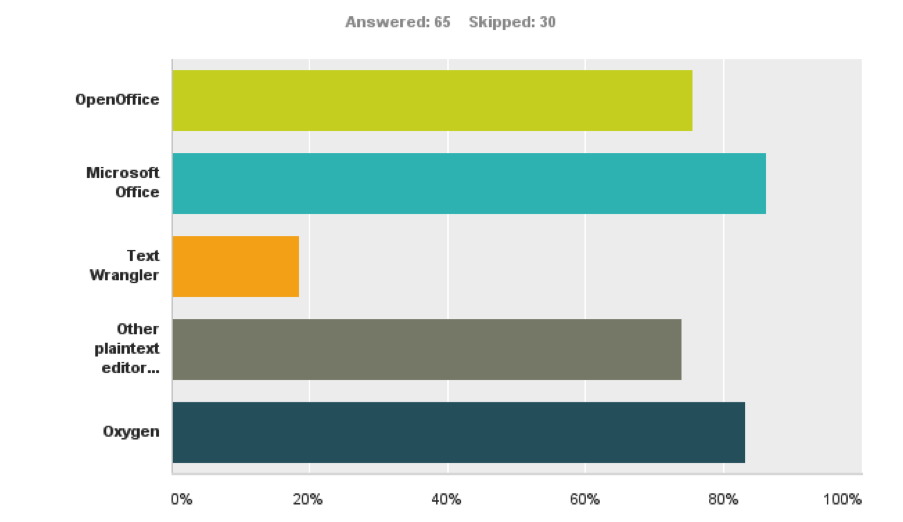 Answered: 65 Skipped: 30
OpenOffice
Microsoft
Office
Text
Wrangler
Other
plaintext
editor...
Oxygen
0% 20% 40% 60% 80% 100%